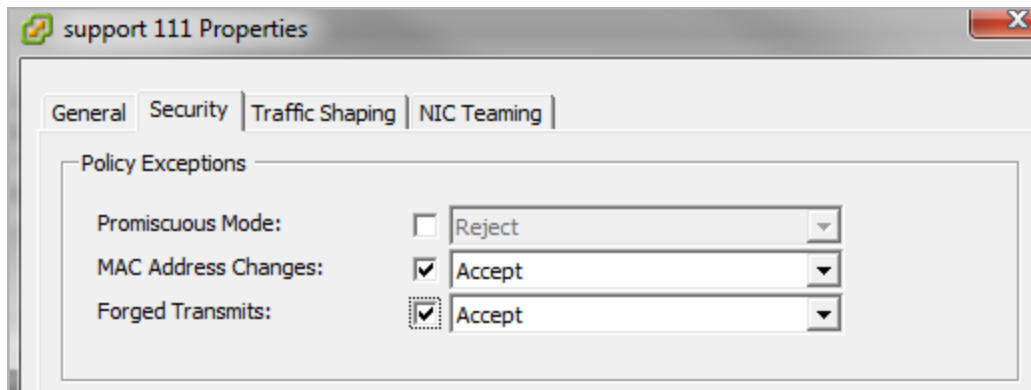 support 111 Properties
General Security Traffic Shaping NIC Teaming
Policy Exceptions
Promiscuous Mode: Reject
MAC Address Changes: Accept
Forged Transmits: Accept